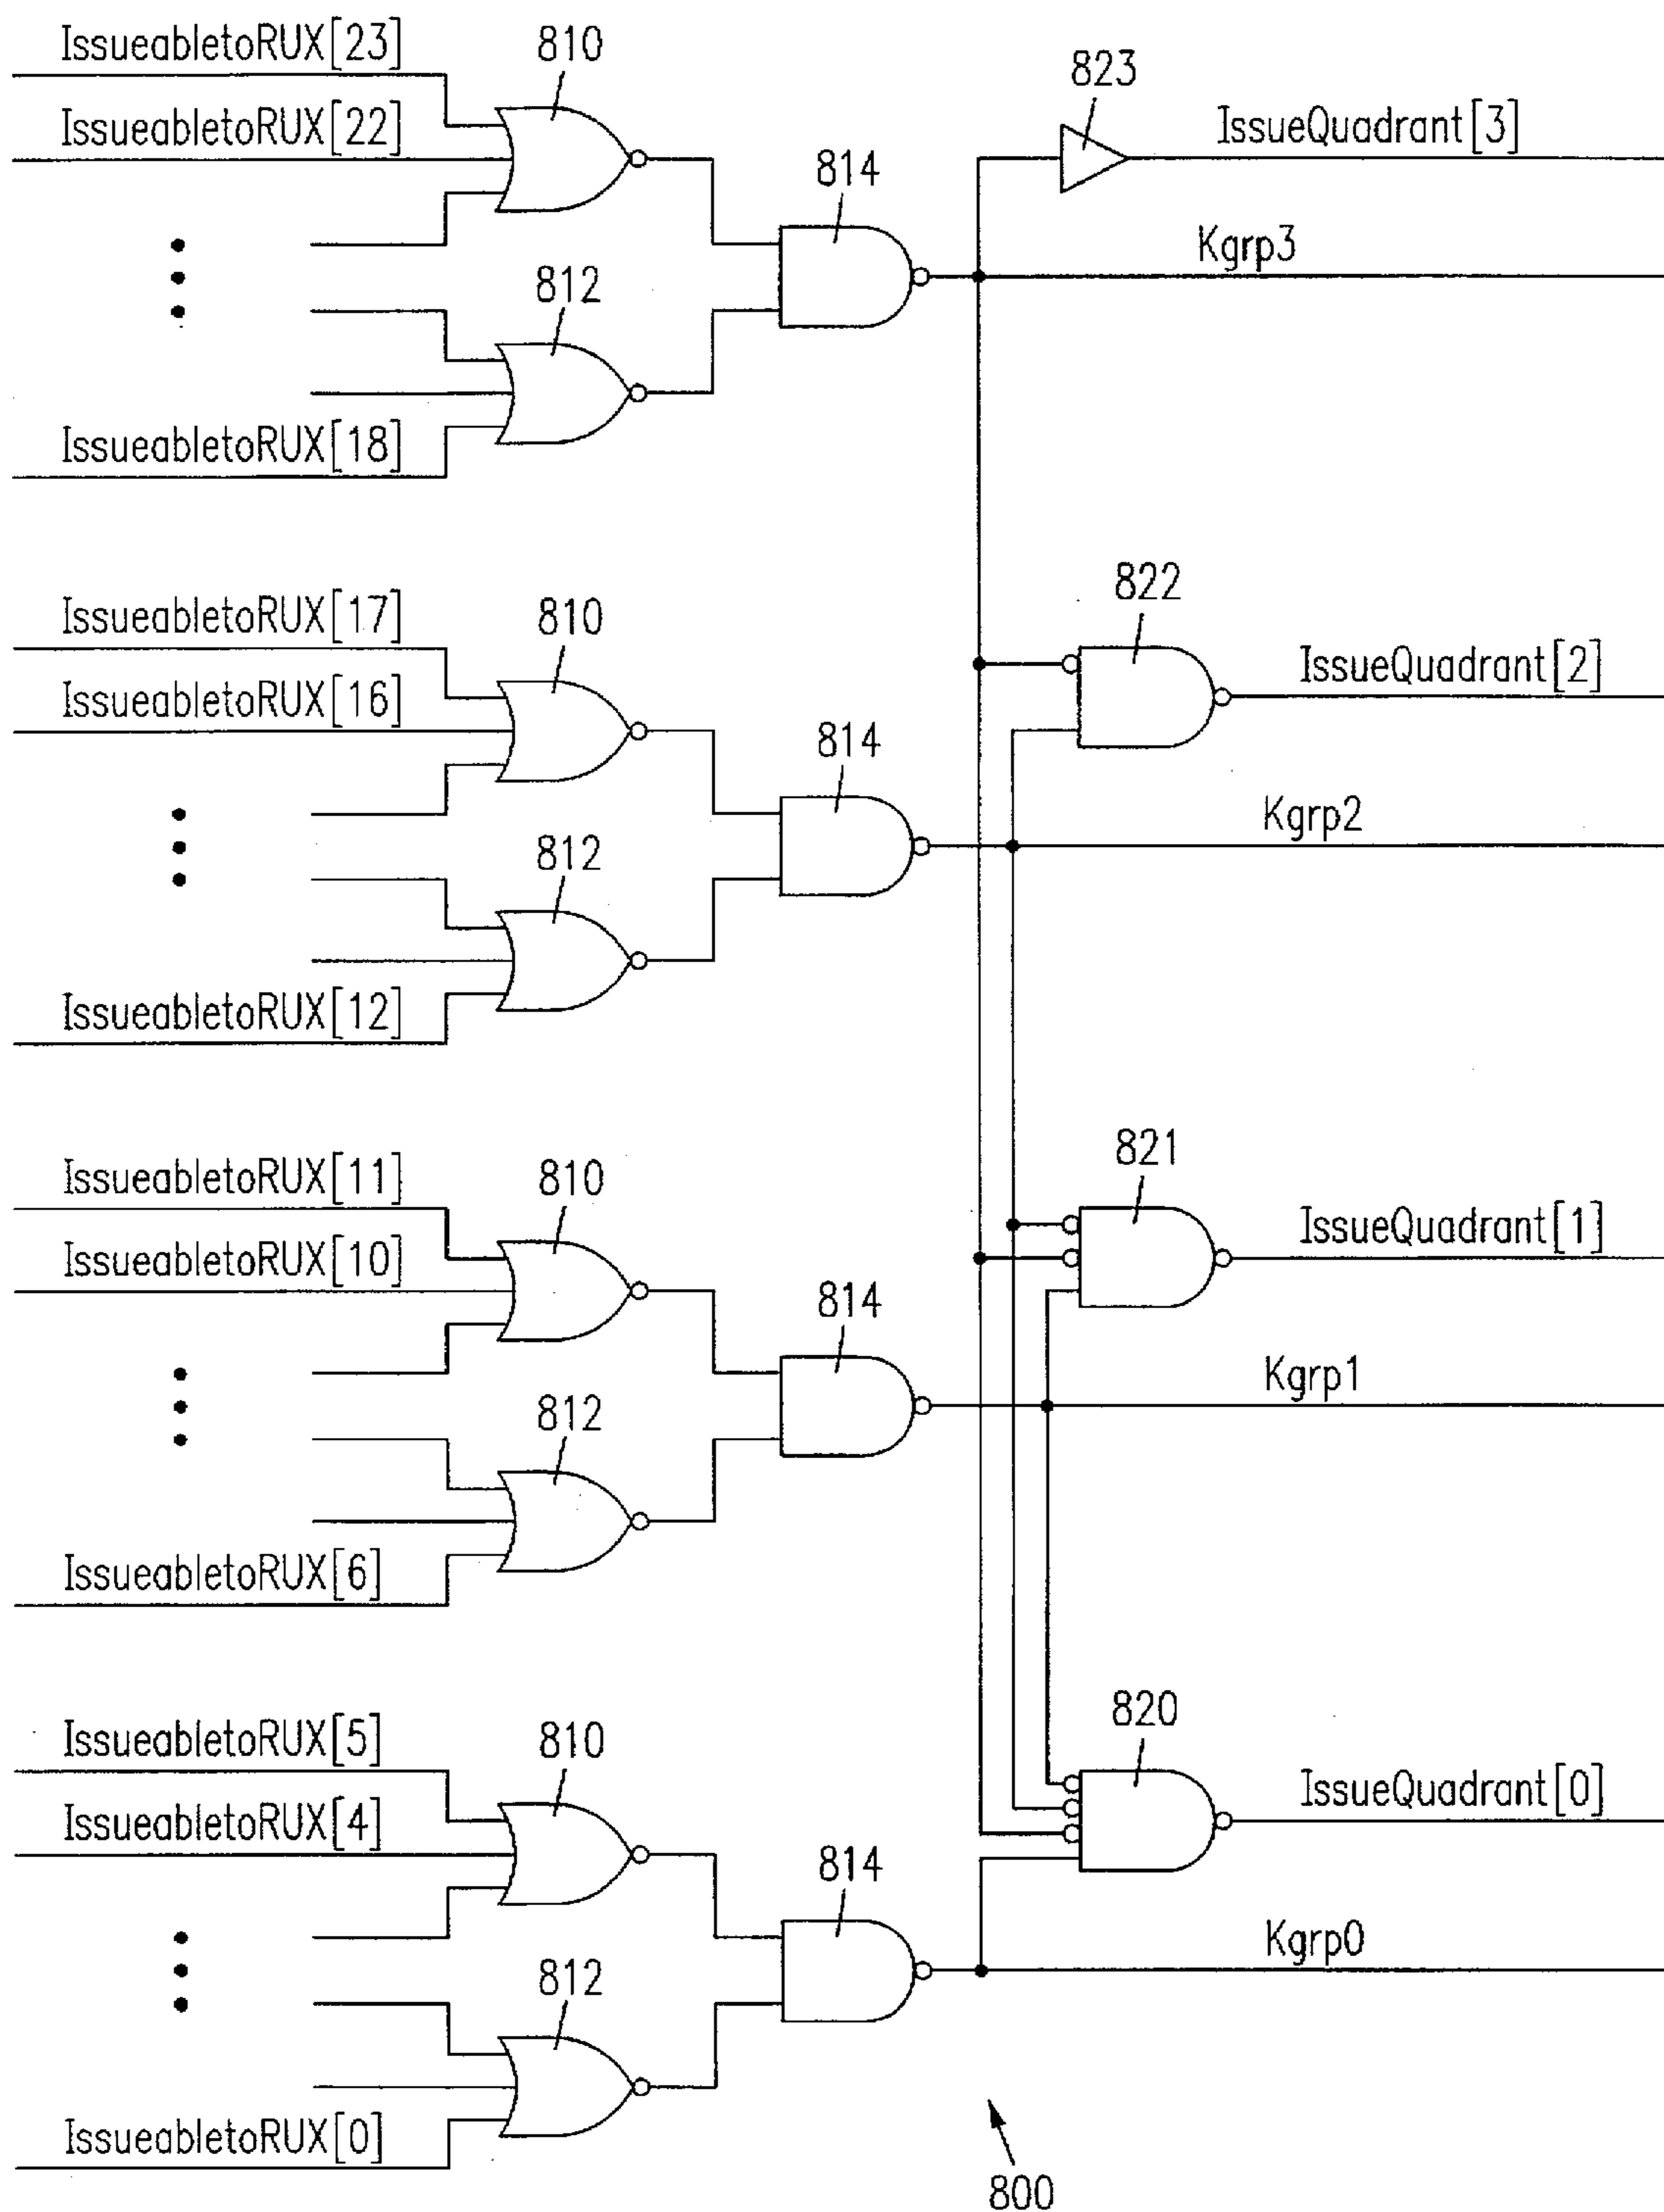 IssueabletoRUX[23]
810
823
IssueabletoRUX[22]
IssueQuadrant[3]
814
Kgrp3
812
IssueabletoRUX[18]
822
IssueabletoRUX[17]
810
IssueabletoRUX[16]
IssueQuadrant[2]
814
Kgrp2
812
IssueabletoRUX[12]
821
IssueabletoRUX[11]
810
IssueabletoRUX[10]
IssueQuadrant[1]
814
Kgrp1
812
IssueabletoRUX[6]
820
IssueabletoRUX[5]
810
IssueabletoRUX[4]
IssueQuadrant[0]
814
Kgrp0
812
IssueabletoRUX[0]
800